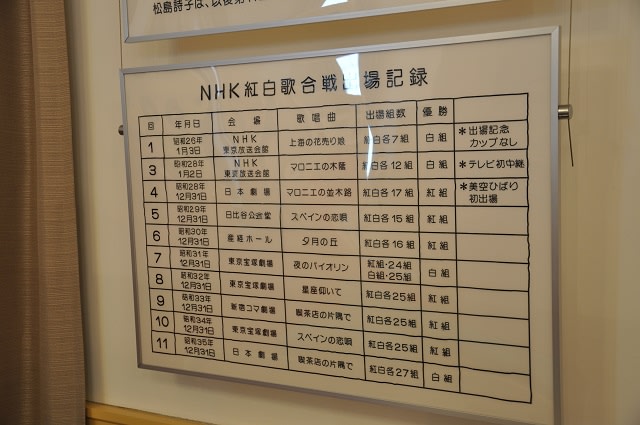 松島詩子は、以後第
NHK紅白歌合戦出場記録
回 年月日 会場 歌唱曲 出場組数 優勝
1 昭和26年1月3日 NHK東京放送会館 上海の花売り娘 紅白各7組 白組 *出場記念カップなし
3 昭和28年1月2日 NHK東京放送会館 マロニエの木蔭 紅白各12組 白組 *テレビ初中継
4 昭和28年12月31日 日本劇場 マロニエの並木路 紅白各17組 紅組 *美空ひばり初出場
5 昭和29年12月31日 日比谷公会堂 スペインの恋唄 紅白各15組 紅組
6 昭和30年12月31日 産経ホール 夕月の丘 紅白各16組 紅組
7 昭和31年12月31日 東京宝塚劇場 夜のバイオリン 紅組・24組 白組・25組 白組
8 昭和32年12月31日 東京宝塚劇場 星座仰いて 紅白各25組 紅組
9 昭和33年12月31日 新宿コマ劇場 喫茶店の片隅で 紅白各25組 紅組
10 昭和34年12月31日 東京宝塚劇場 スペインの恋唄 紅白各25組 紅組
11 昭和35年12月31日 日本劇場 喫茶店の片隅で 紅白各27組 白組